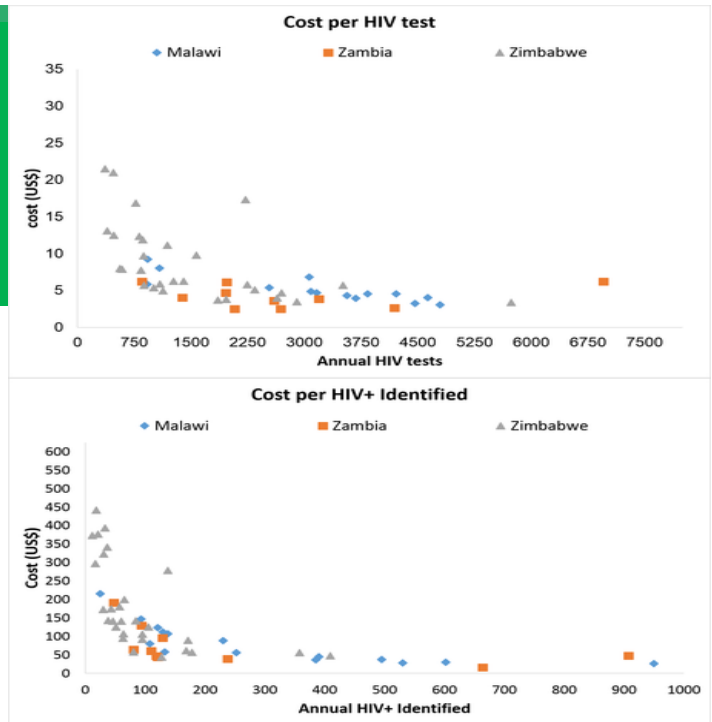 Cost per HIV test
Malawi Zambia Zimbabwe
35
30
25
20
15
10
5
0
cost (US$)
0 750 1500 2250 3000 3750 4500 5250 6000 6750 7500
Annual HIV tests
Cost per HIV+ Identified
Malawi Zambia Zimbabwe
600
550
500
450
400
350
300
250
200
150
100
50
0
Cost (US$)
0 100 200 300 400 500 600 700 800 900 1000
Annual HIV+ Identified